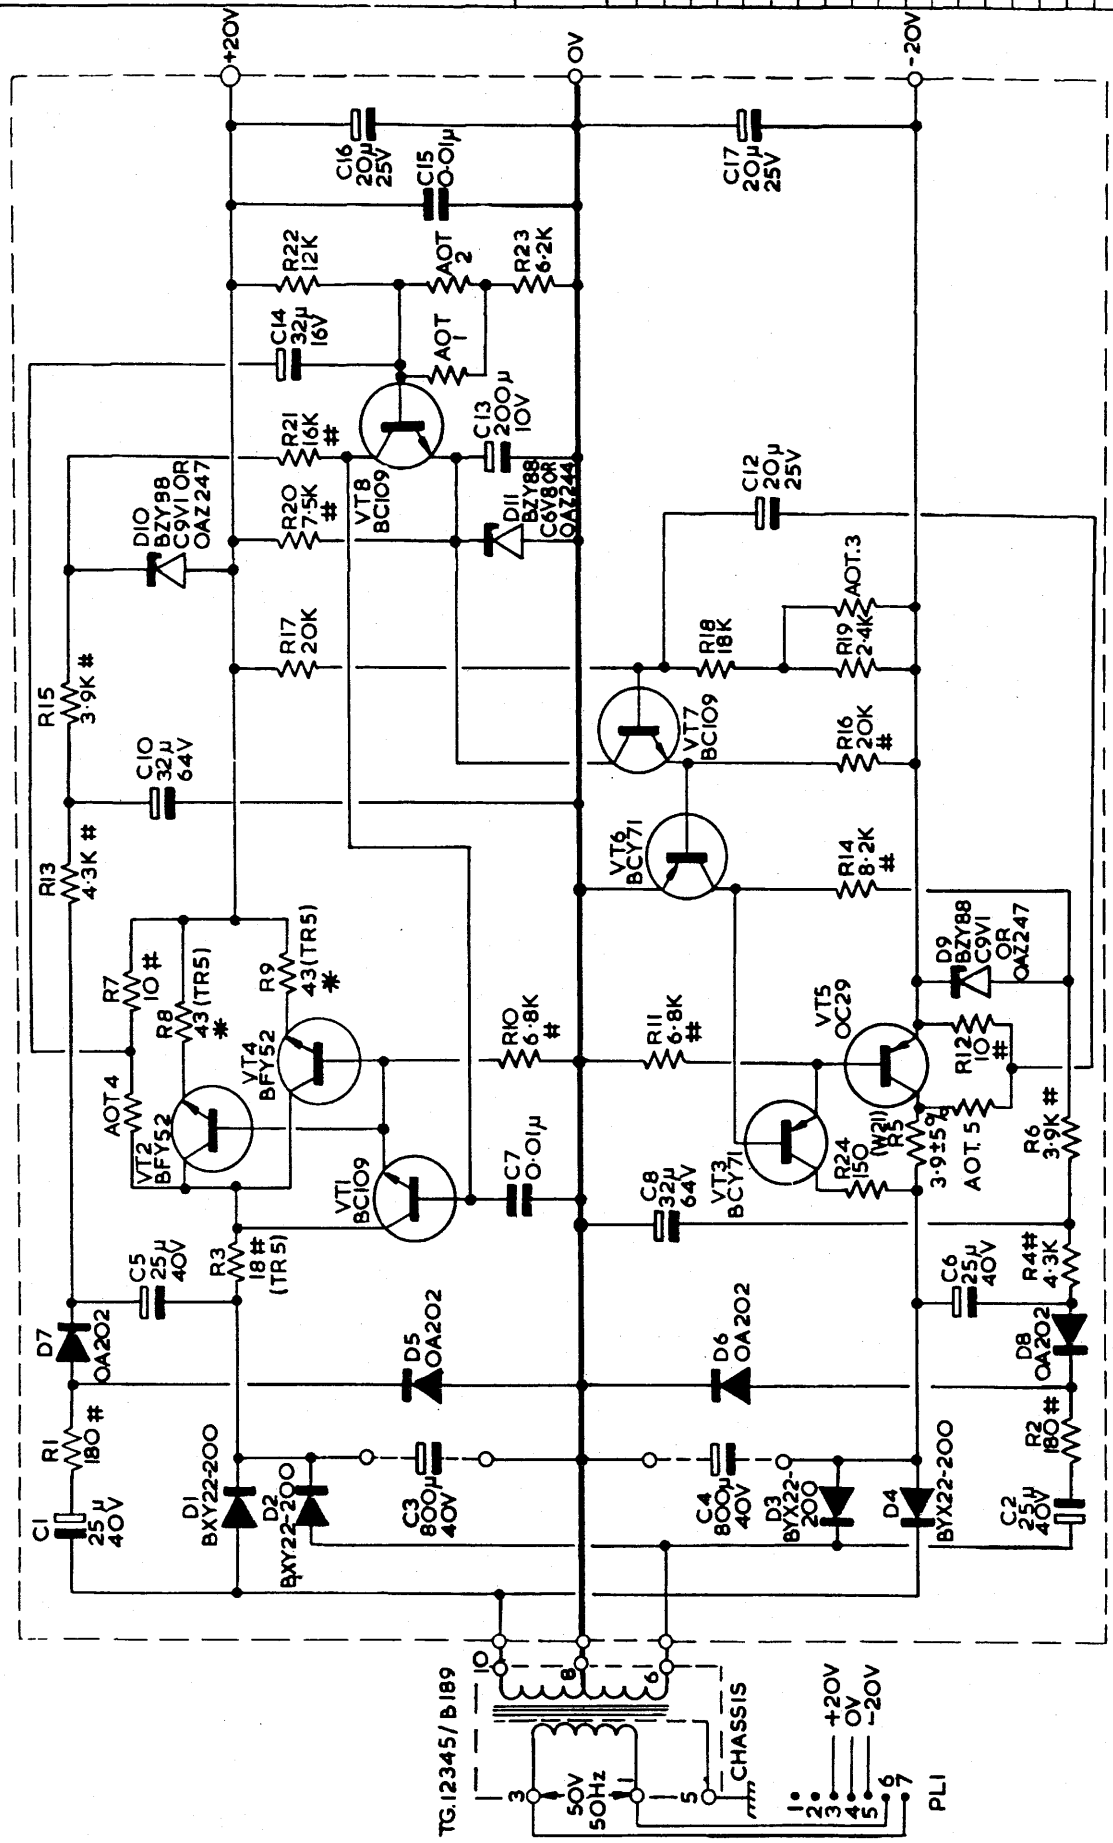 TG.12345/B189
10
8
6
3
50V
50Hz
1
5
CHASSIS
1
2
3
4
5
6
7
+20V
0V
-20V
PL1
C1
25μ
40V
R1
180 #
D7
OA202
D1
BXY22-200
D2
BXY22-200
C3
800μ
40V
D5
OA202
C4
800μ
40V
D3
BYX22-
200
D4
BYX22-200
D6
OA202
C2
25μ
40V
R2
180 #
D8
OA202
C5
25μ
40V
R3
18 #
(TR5)
C6
25μ
40V
R4 #
4.3K
VT1
BC109
C7
0.01μ
C8
32μ
64V
VT2
BFY52
AOT 4
R7
10 #
R8
43 (TR5)
*
VT4
BFY52
R9
43 (TR5)
*
R10
6.8K
#
R11
6.8K
#
VT3
BCY71
R24
150
(W21)
R5
3.9±5%
AOT. 5
R12
10
#
VT5
OC29
R6
3.9K #
D9
BZY88
C9V1
OR
OAZ247
R13
4.3K #
C10
32μ
64V
R15
3.9K #
VT6
BCY71
R14
8.2K
#
VT7
BC109
R16
20K
#
R17
20K
R18
18K
R19
2.4K
AOT.3
C12
20μ
25V
D10
BZY98
C9V1 OR
OAZ247
R20
7.5K
#
R21
16K
#
VT8
BC109
D11
BZY88
C6V8 OR
OAZ244
C13
200μ
10V
C14
32μ
16V
AOT
1
R22
12K
AOT
2
R23
6.2K
C15
0.01μ
C16
20μ
25V
C17
20μ
25V
+20V
0V
-20V